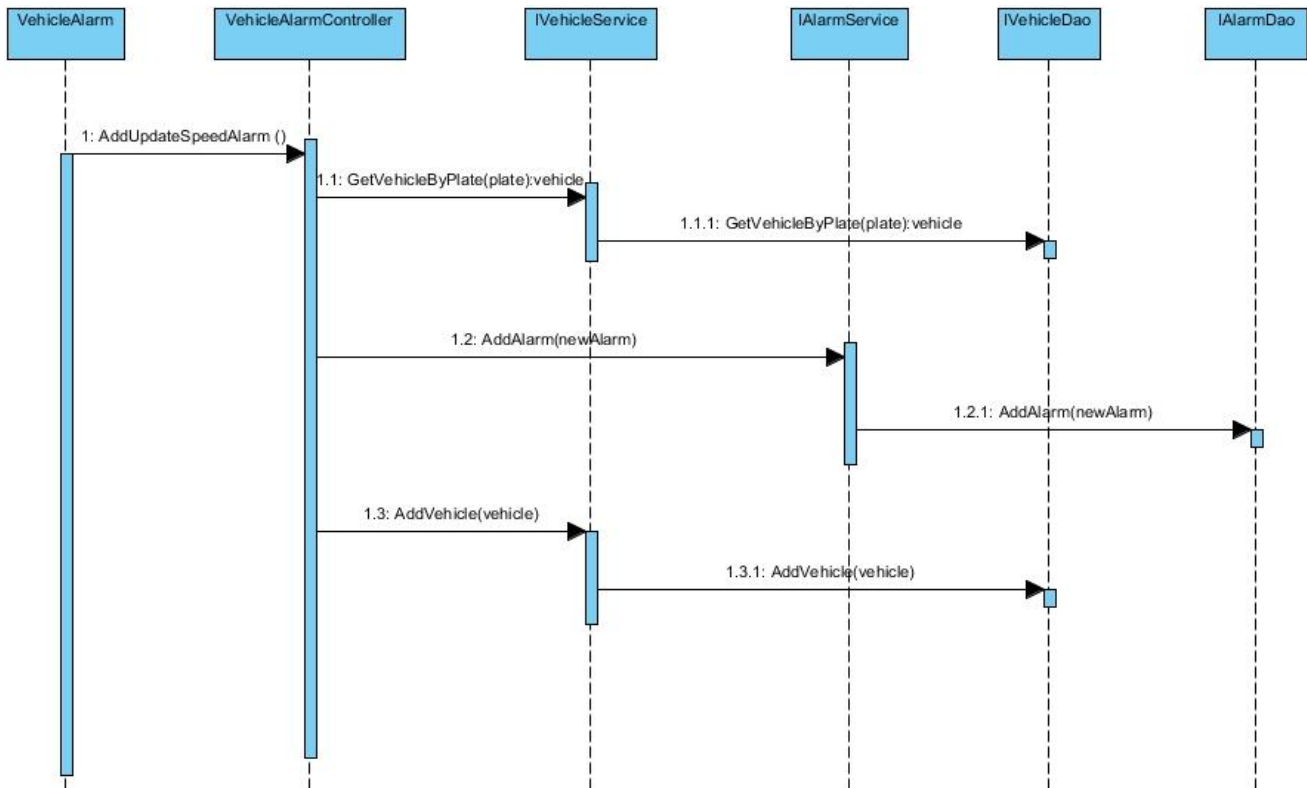 VehicleAlarm
VehicleAlarmController
IVehicleService
IAlarmService
IVehicleDao
IAlarmDao
1: AddUpdateSpeedAlarm ()
1.1: GetVehicleByPlate(plate):vehicle
1.1.1: GetVehicleByPlate(plate):vehicle
1.2: AddAlarm(newAlarm)
1.2.1: AddAlarm(newAlarm)
1.3: AddVehicle(vehicle)
1.3.1: AddVehicle(vehicle)